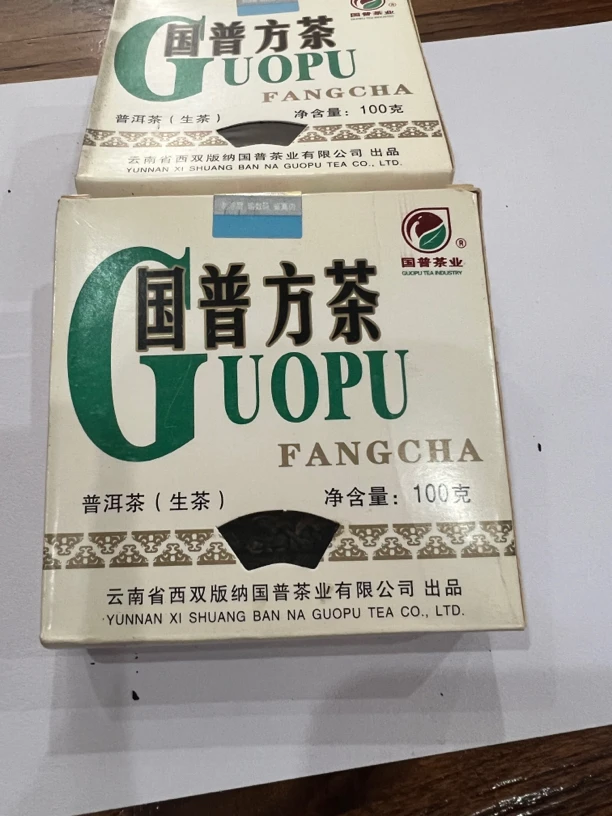 国普茶业
®
国普方茶
GUOPU
FANGCHA
普洱茶（生茶）
净含量：100克
云南省西双版纳国普茶业有限公司 出品
YUNNAN XI SHUANG BAN NA GUOPU TEA CO., LTD.
国普茶业
®
GUOPU TEA INDUSTRY
国普方茶
GUOPU
FANGCHA
普洱茶（生茶）
净含量：100克
云南省西双版纳国普茶业有限公司 出品
YUNNAN XI SHUANG BAN NA GUOPU TEA CO., LTD.